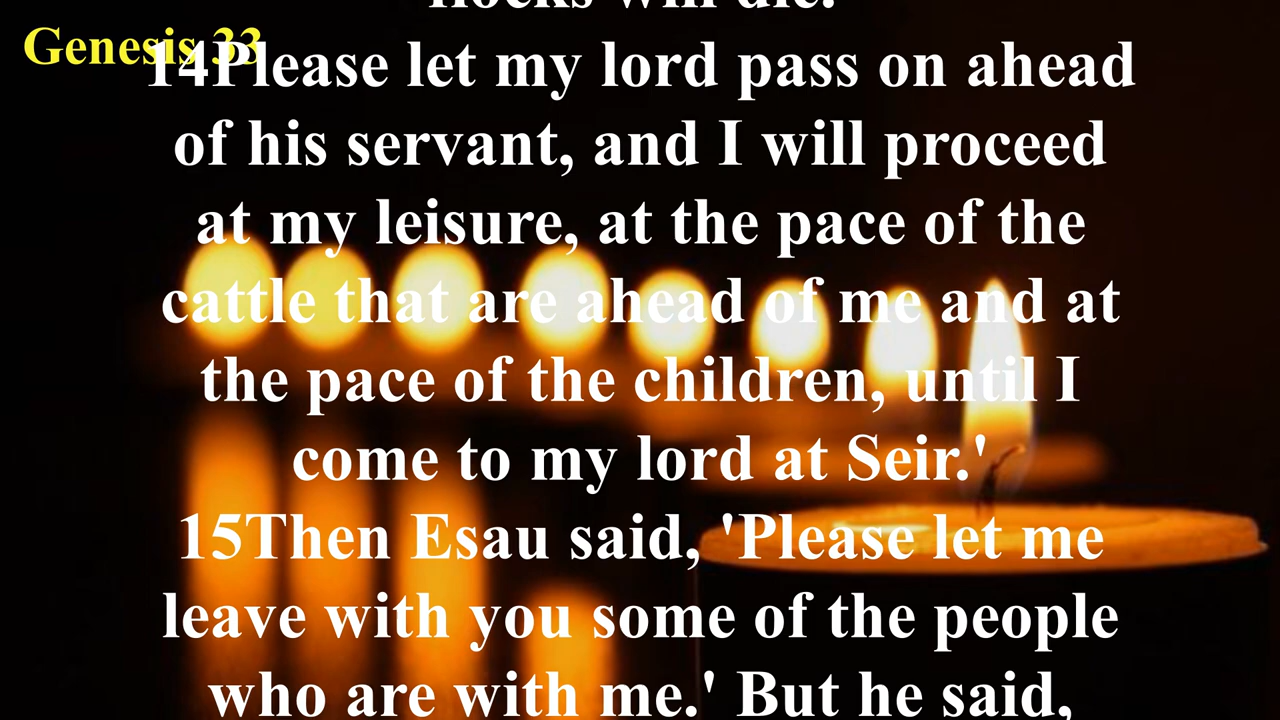 flocks will die.
Genesis 33
14Please let my lord pass on ahead
of his servant, and I will proceed
at my leisure, at the pace of the
cattle that are ahead of me and at
the pace of the children, until I
come to my lord at Seir.'
15Then Esau said, 'Please let me
leave with you some of the people
who are with me.' But he said,